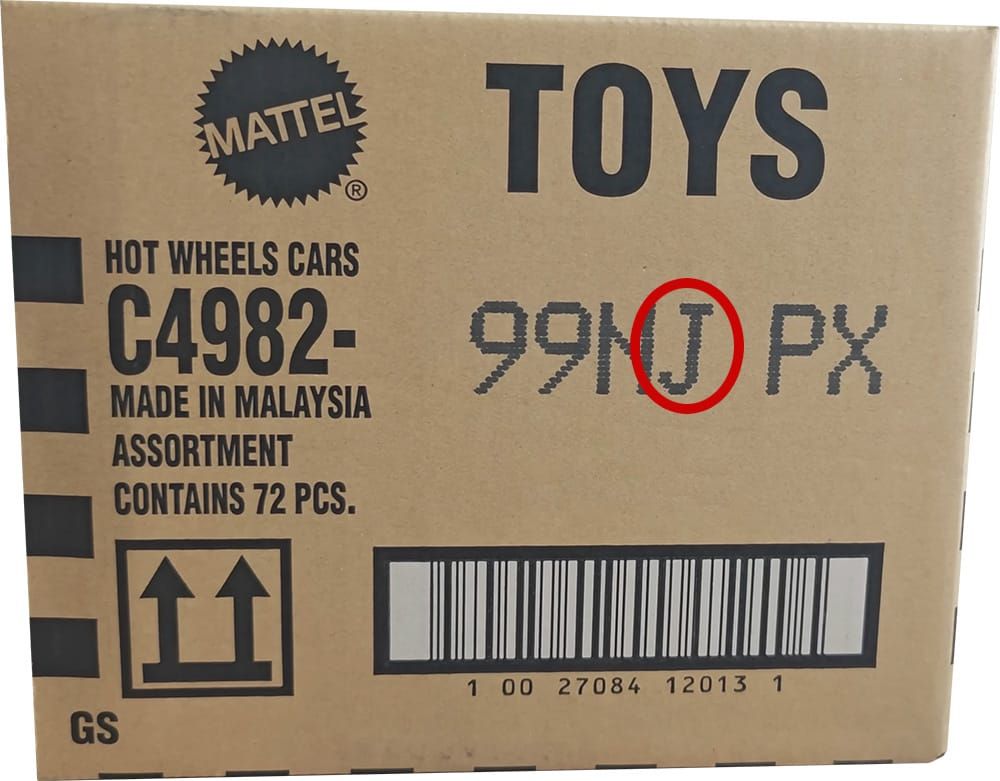 MATTEL
®
TOYS
HOT WHEELS CARS
C4982-
99NJ PX
MADE IN MALAYSIA
ASSORTMENT
CONTAINS 72 PCS.
1 00 27084 12013 1
GS